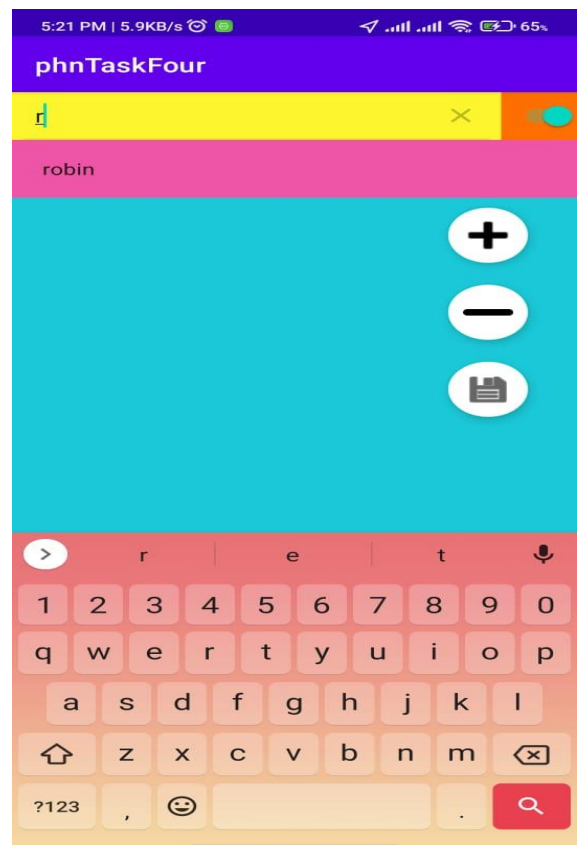 5:21 PM | 5.9KB/s 65%
phnTaskFour
r
robin
r e t
1 2 3 4 5 6 7 8 9 0
q w e r t y u i o p
a s d f g h j k l
z x c v b n m
?123 , .